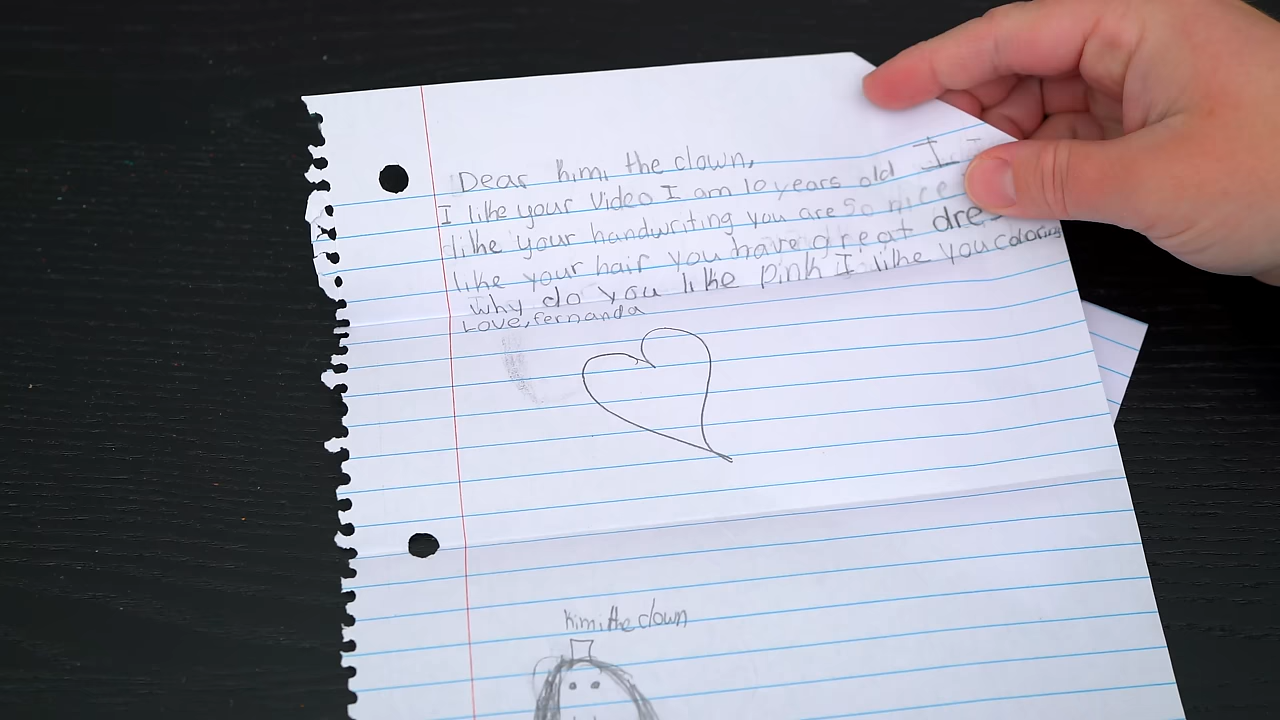 Dear Kimi the clown,
I like your Video I am 10 years old I
like your handwriting you are so nice
like your hair you have great
why do you like pink I like you coloring
Love, fernanda
kimi the clown